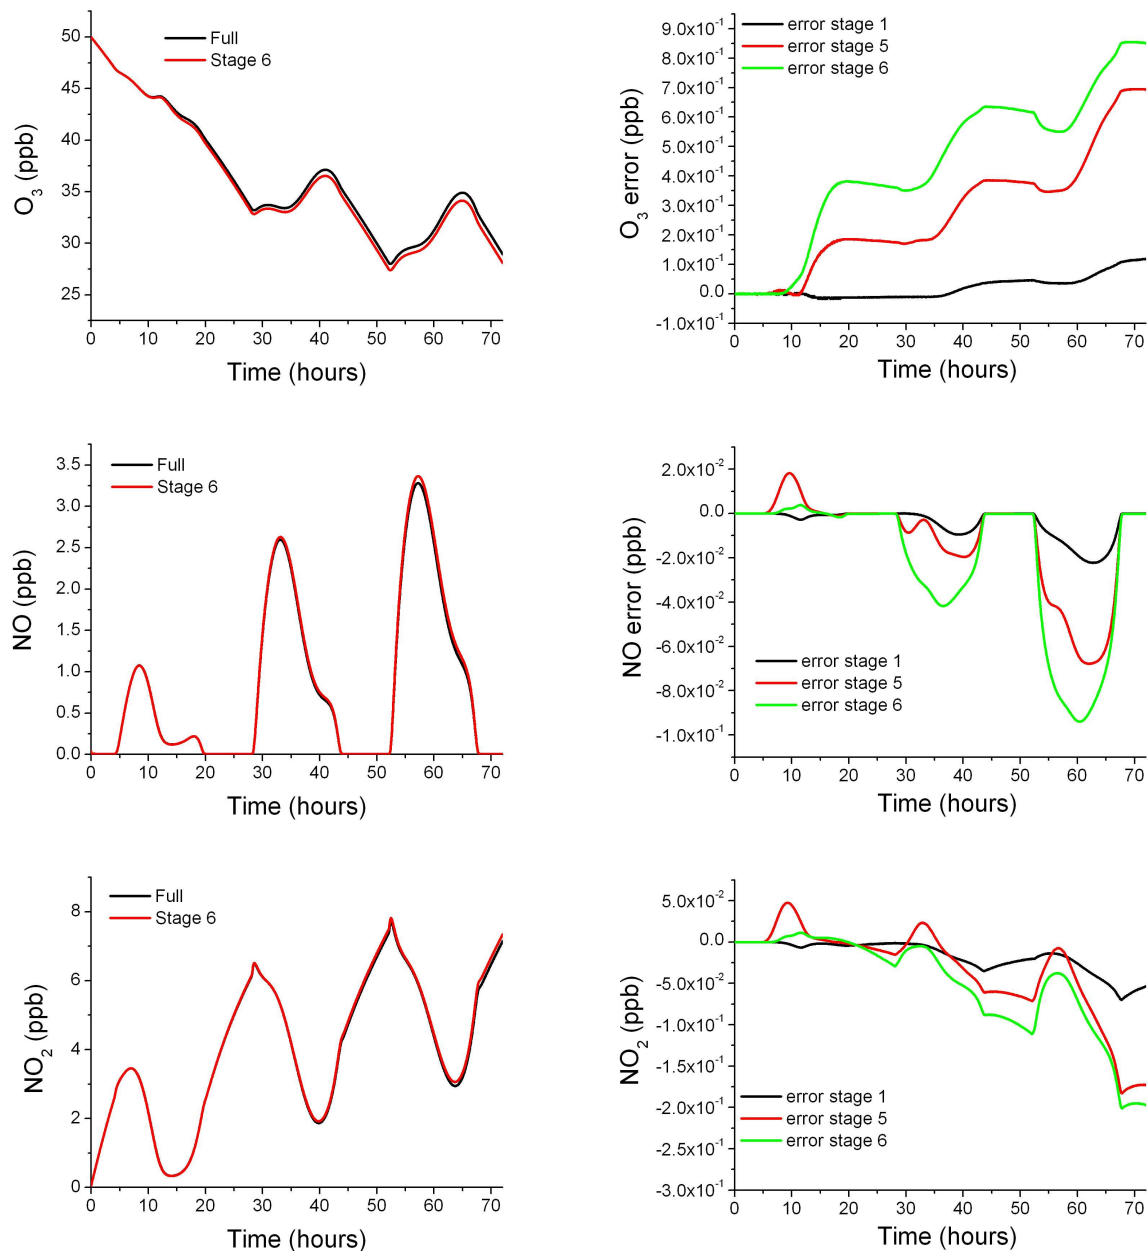 Full
Stage 6
50
45
40
35
30
25
O3 (ppb)
0 10 20 30 40 50 60 70
Time (hours)
error stage 1
error stage 5
error stage 6
9.0x10-1
8.0x10-1
7.0x10-1
6.0x10-1
5.0x10-1
4.0x10-1
3.0x10-1
2.0x10-1
1.0x10-1
0.0
-1.0x10-1
O3 error (ppb)
0 10 20 30 40 50 60 70
Time (hours)
Full
Stage 6
3.5
3.0
2.5
2.0
1.5
1.0
0.5
0.0
NO (ppb)
0 10 20 30 40 50 60 70
Time (hours)
2.0x10-2
0.0
-2.0x10-2
-4.0x10-2
-6.0x10-2
-8.0x10-2
-1.0x10-1
NO error (ppb)
error stage 1
error stage 5
error stage 6
0 10 20 30 40 50 60 70
Time (hours)
Full
Stage 6
8
6
4
2
0
NO2 (ppb)
0 10 20 30 40 50 60 70
Time (hours)
5.0x10-2
0.0
-5.0x10-2
-1.0x10-1
-1.5x10-1
-2.0x10-1
-2.5x10-1
-3.0x10-1
NO2 (ppb)
error stage 1
error stage 5
error stage 6
0 10 20 30 40 50 60 70
Time (hours)